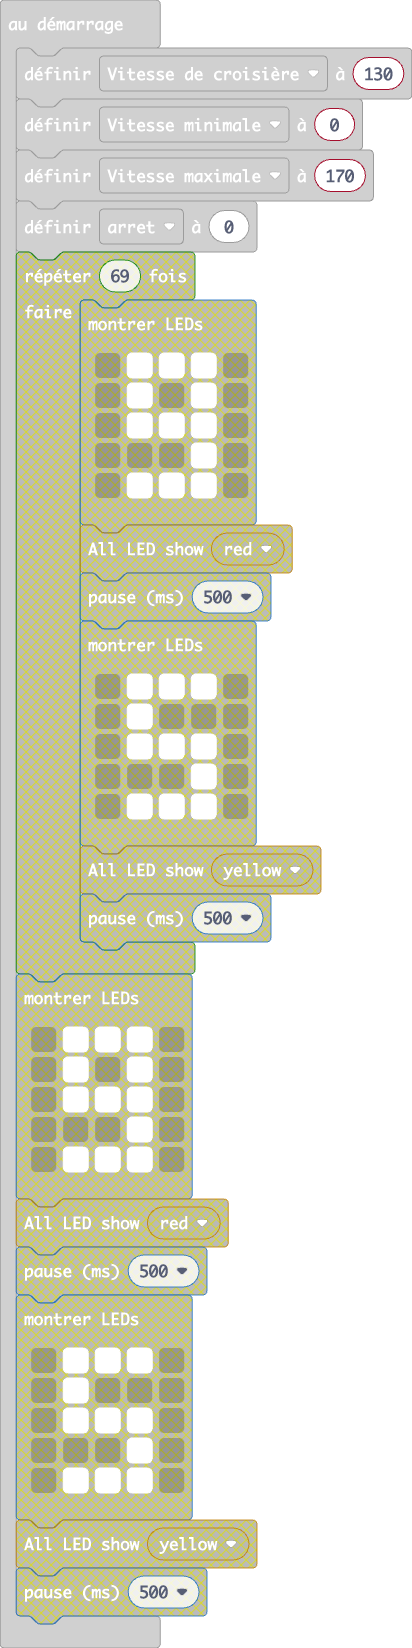 au démarrage
définir Vitesse de croisière à 130
définir Vitesse minimale à 0
définir Vitesse maximale à 170
définir arret à 0
répéter 69 fois
faire
montrer LEDs
All LED show red
pause (ms) 500
montrer LEDs
All LED show yellow
pause (ms) 500
montrer LEDs
All LED show red
pause (ms) 500
montrer LEDs
All LED show yellow
pause (ms) 500